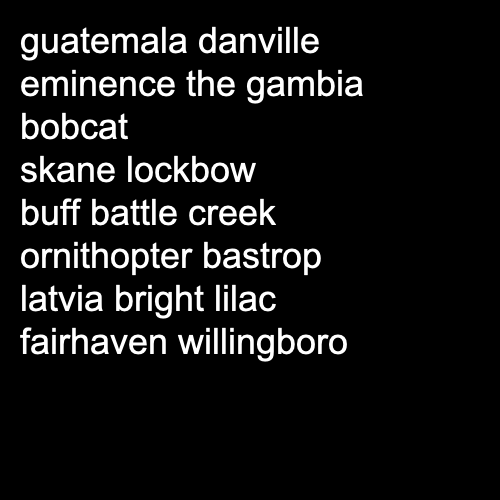 guatemala danville
eminence the gambia
bobcat
skane lockbow
buff battle creek
ornithopter bastrop
latvia bright lilac
fairhaven willingboro